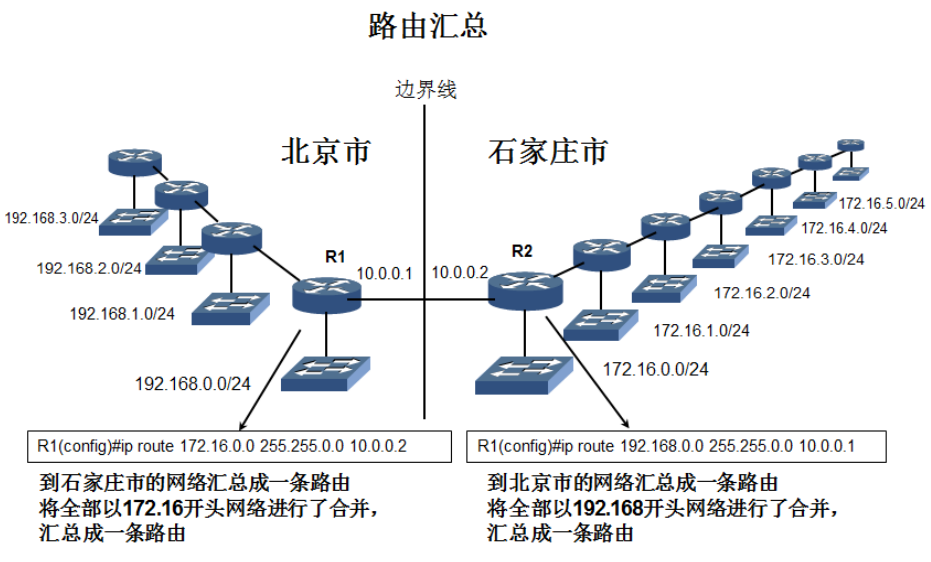 路由汇总
边界线
北京市
石家庄市
192.168.3.0/24
192.168.2.0/24
192.168.1.0/24
192.168.0.0/24
R1
10.0.0.1
10.0.0.2
R2
172.16.5.0/24
172.16.4.0/24
172.16.3.0/24
172.16.2.0/24
172.16.1.0/24
172.16.0.0/24
R1(config)#ip route 172.16.0.0 255.255.0.0 10.0.0.2
到石家庄市的网络汇总成一条路由
将全部以172.16开头网络进行了合并，
汇总成一条路由
R1(config)#ip route 192.168.0.0 255.255.0.0 10.0.0.1
到北京市的网络汇总成一条路由
将全部以192.168开头网络进行了合并，
汇总成一条路由